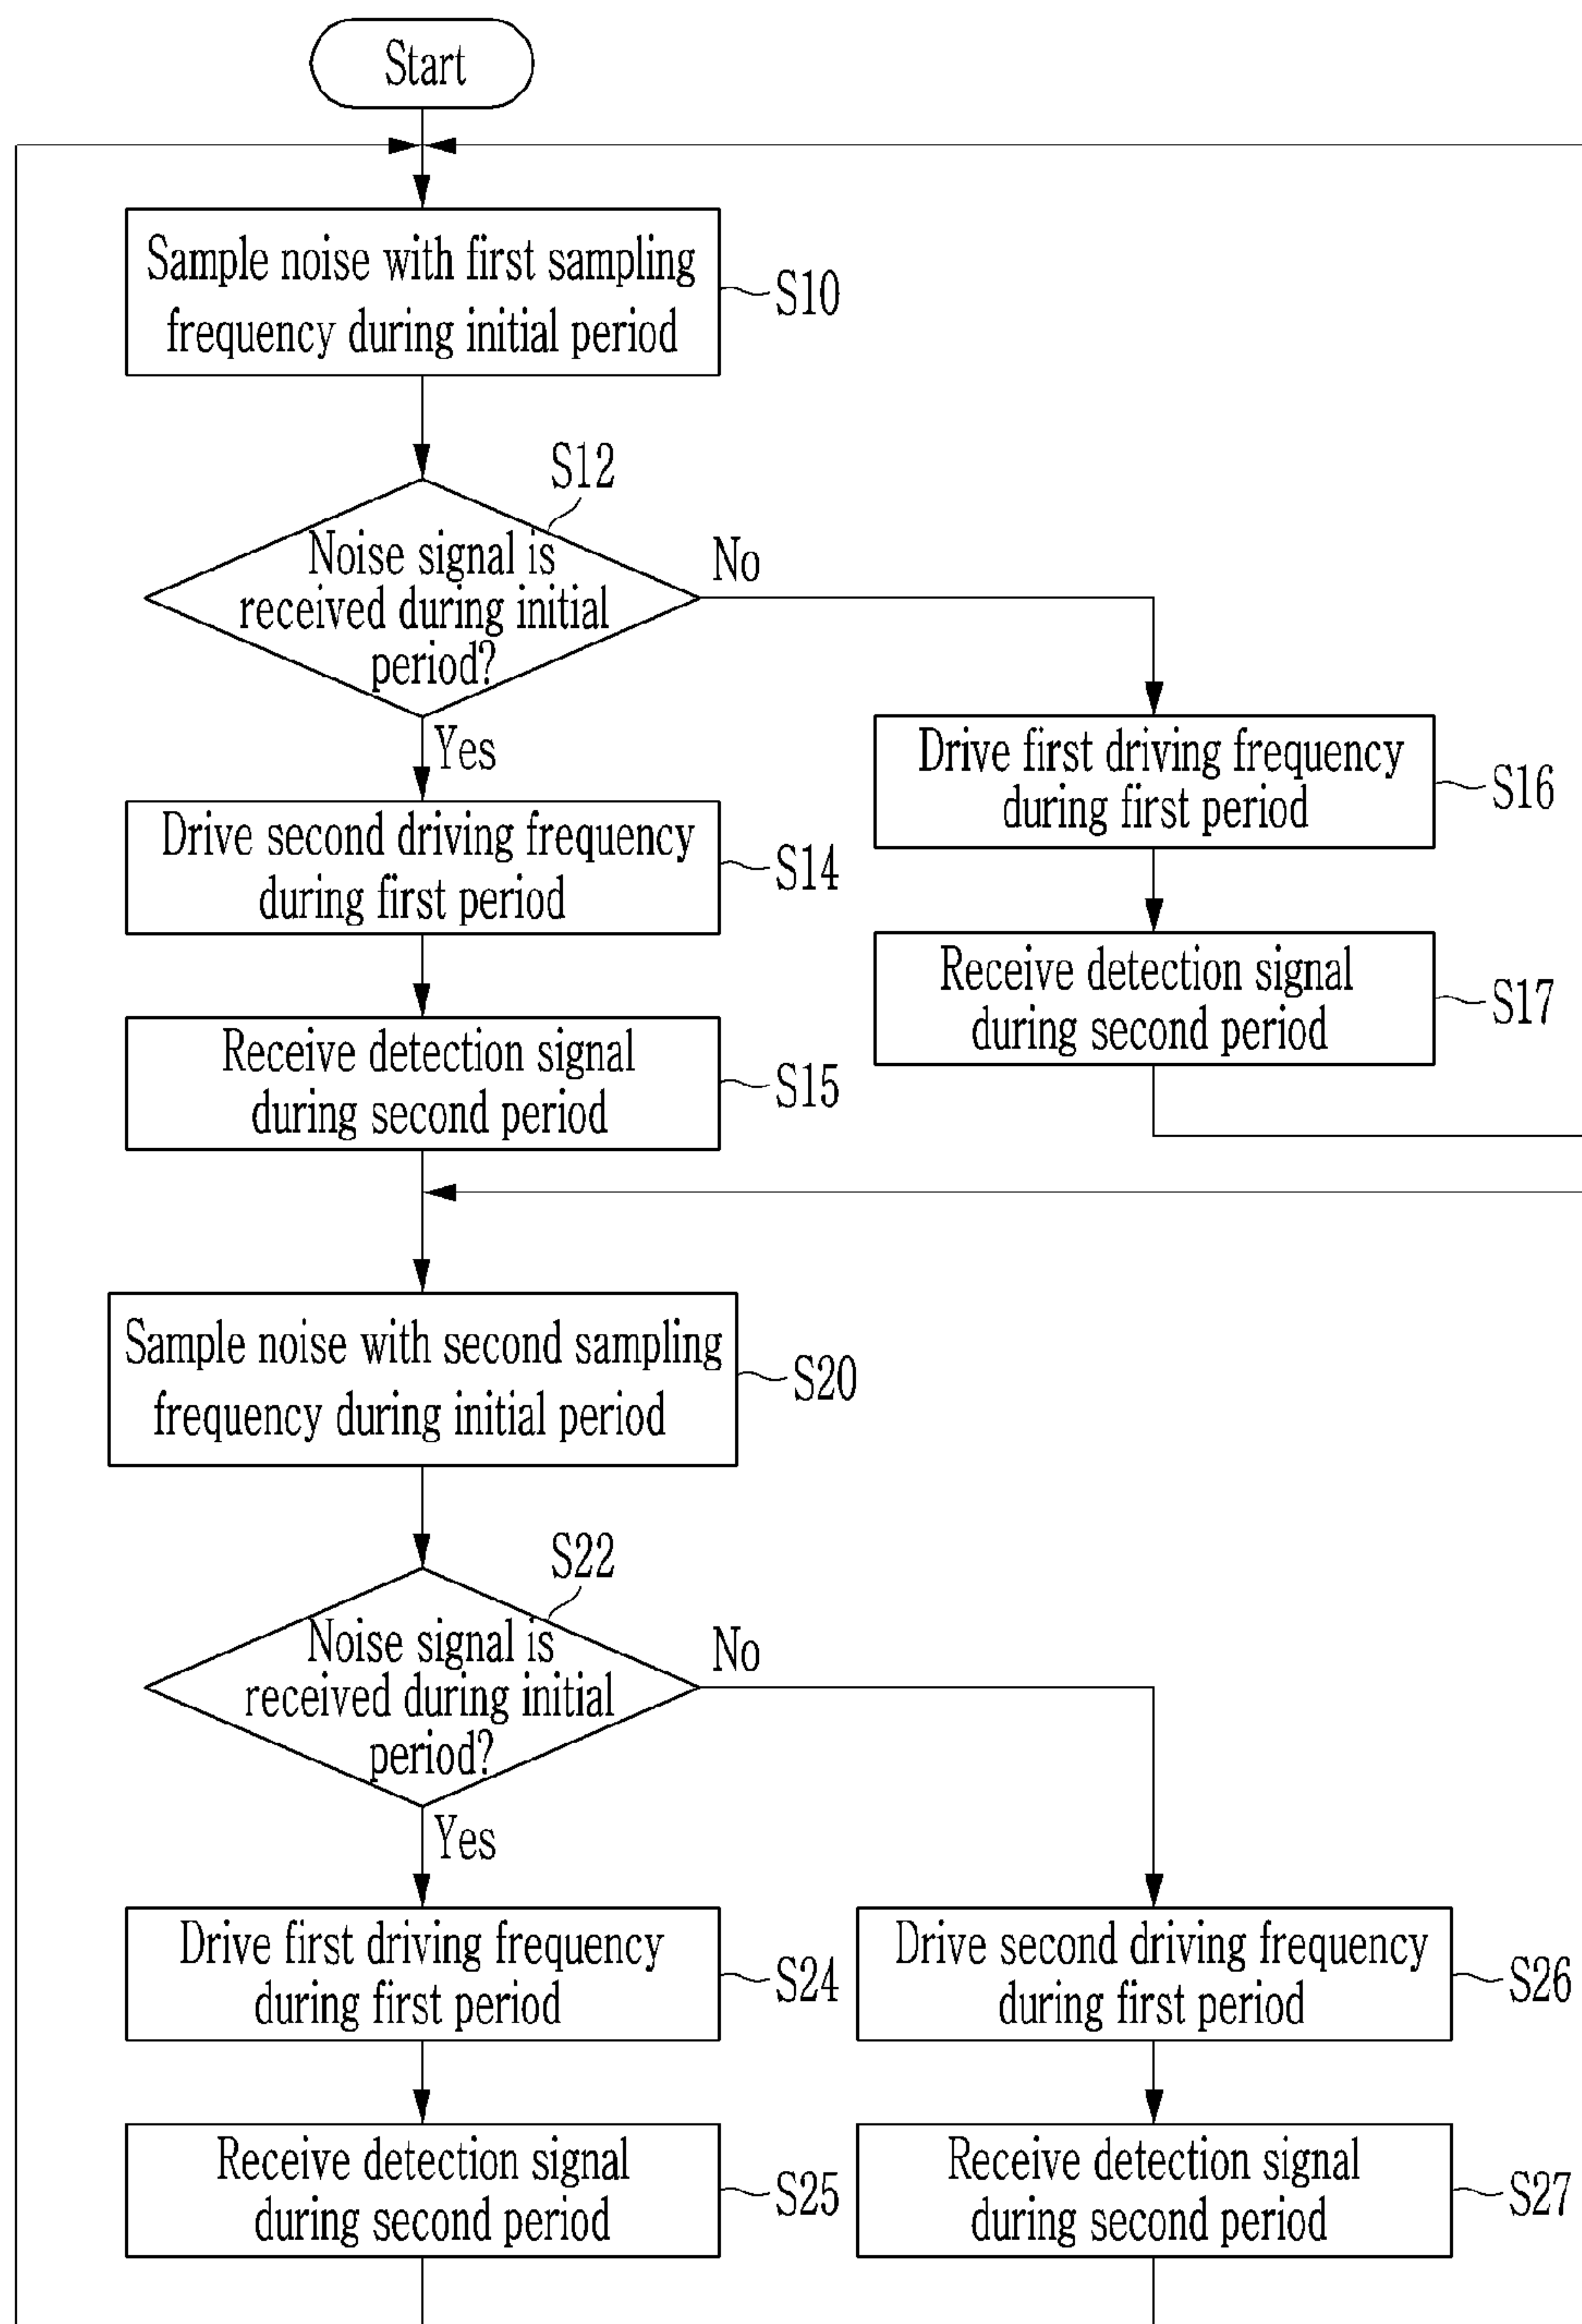 Start
Sample noise with first sampling
frequency during initial period
S10
S12
Noise signal is
received during initial
period?
No
Yes
Drive second driving frequency
during first period
S14
Drive first driving frequency
during first period
S16
Receive detection signal
during second period
S15
Receive detection signal
during second period
S17
Sample noise with second sampling
frequency during initial period
S20
S22
Noise signal is
received during initial
period?
No
Yes
Drive first driving frequency
during first period
S24
Drive second driving frequency
during first period
S26
Receive detection signal
during second period
S25
Receive detection signal
during second period
S27